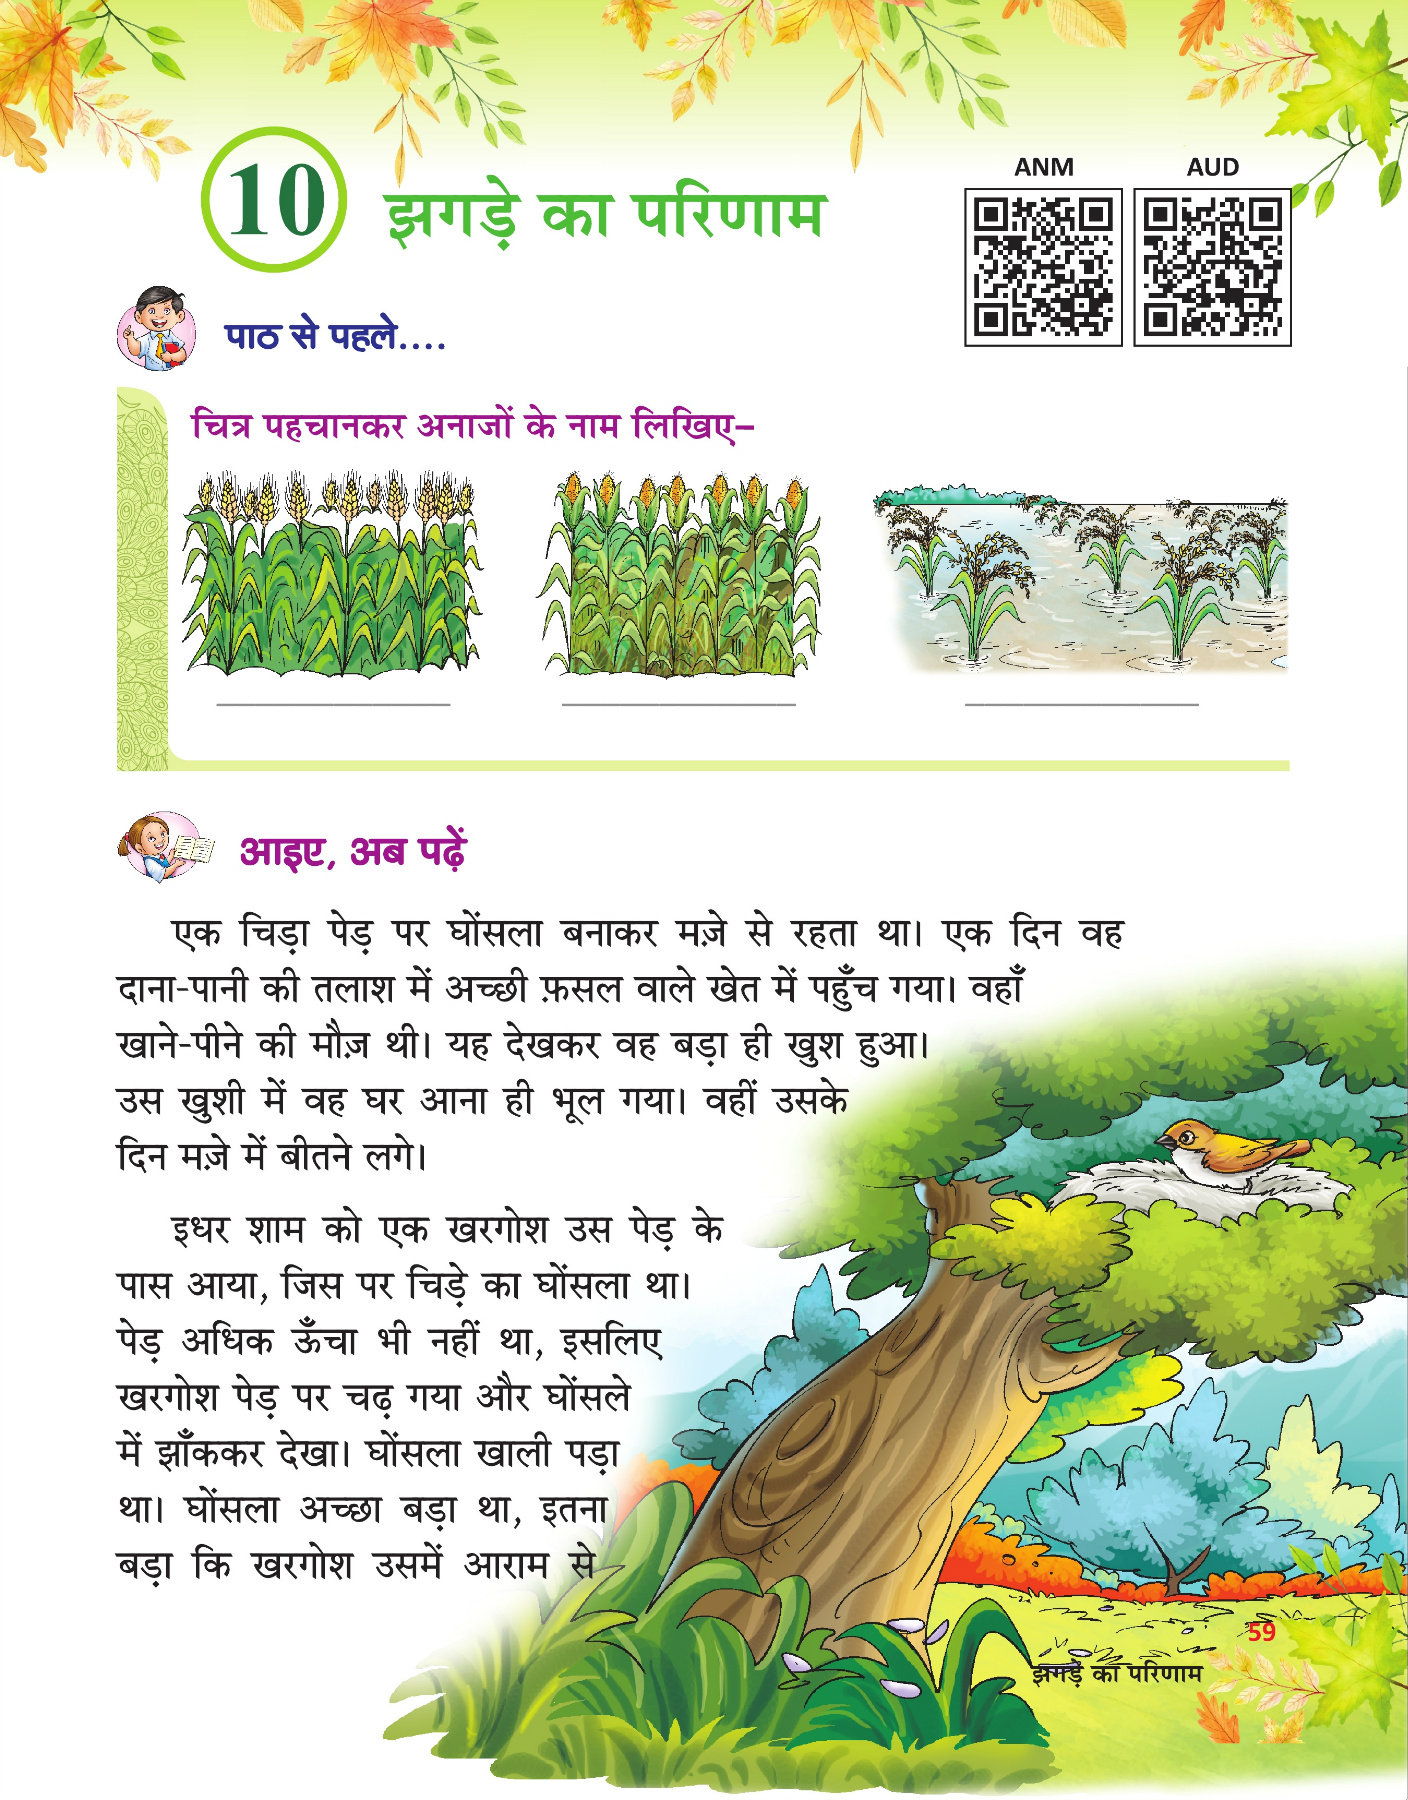 10
झगड़े का परिणाम
ANM
AUD
पाठ से पहले....
चित्र पहचानकर अनाजों के नाम लिखिए–
आइए, अब पढ़ें
एक चिड़ा पेड़ पर घोंसला बनाकर मज़े से रहता था। एक दिन वह
दाना-पानी की तलाश में अच्छी फ़सल वाले खेत में पहुँच गया। वहाँ
खाने-पीने की मौज़ थी। यह देखकर वह बड़ा ही खुश हुआ।
उस खुशी में वह घर आना ही भूल गया। वहीं उसके
दिन मज़े में बीतने लगे।
इधर शाम को एक खरगोश उस पेड़ के
पास आया, जिस पर चिड़े का घोंसला था।
पेड़ अधिक ऊँचा भी नहीं था, इसलिए
खरगोश पेड़ पर चढ़ गया और घोंसले
में झाँककर देखा। घोंसला खाली पड़ा
था। घोंसला अच्छा बड़ा था, इतना
बड़ा कि खरगोश उसमें आराम से
59
झगड़े का परिणाम